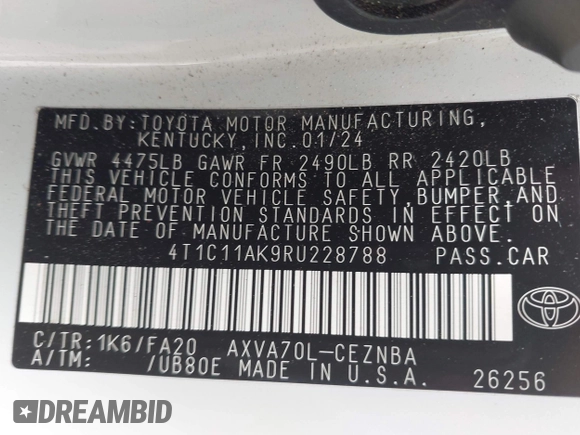 MFD.BY:TOYOTA MOTOR MANUFACTURING,
KENTUCKY,INC.01/24
GVWR 4475LB GAWR FR 2490LB RR 2420LB
THIS VEHICLE CONFORMS TO ALL APPLICABLE
FEDERAL MOTOR VEHICLE SAFETY,BUMPER,AND
THEFT PREVENTION STANDARDS IN EFFECT ON
THE DATE OF MANUFACTURE SHOWN ABOVE.
4T1C11AK9RU228788 PASS.CAR
C/TR:1K6/FA20 AXVA70L-CEZNBA
A/TM: /UB80E MADE IN U.S.A. 26256
TOYOTA
DREAMBID